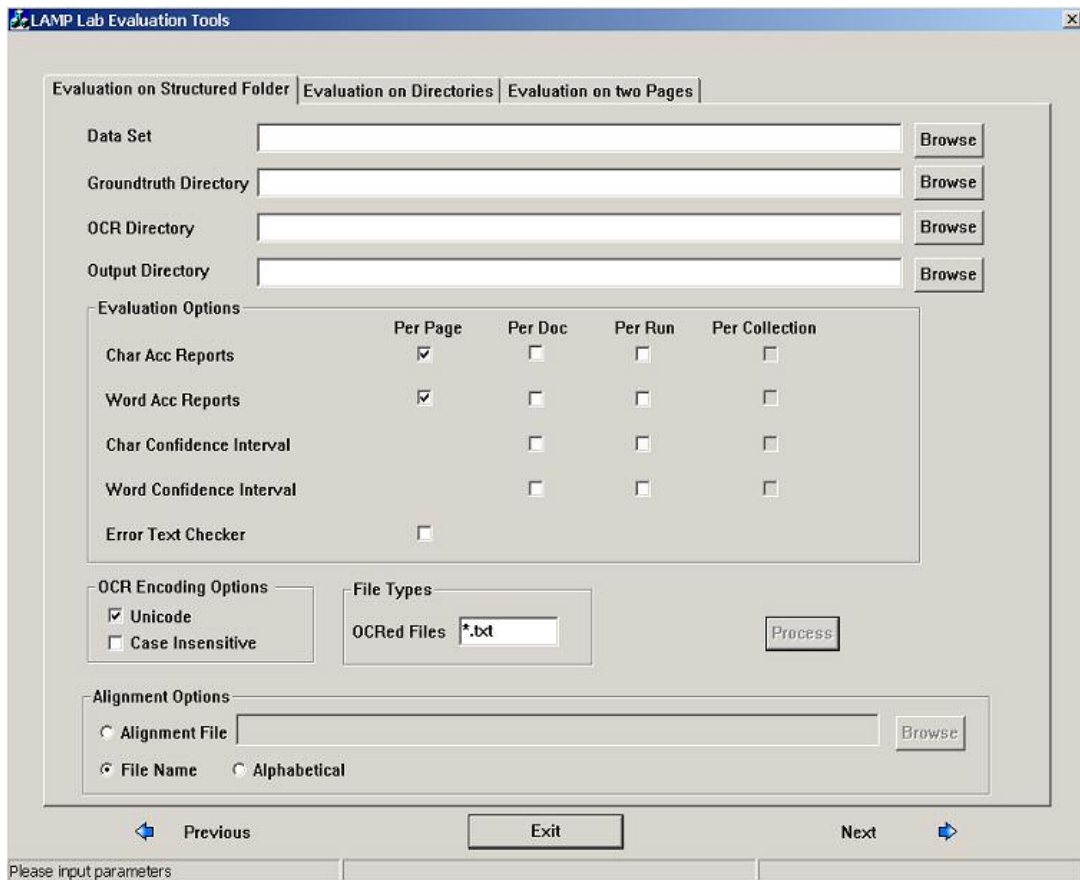 LAMP Lab Evaluation Tools
Evaluation on Structured Folder Evaluation on Directories Evaluation on two Pages
Data Set Browse
Groundtruth Directory Browse
OCR Directory Browse
Output Directory Browse
Evaluation Options
Per Page Per Doc Per Run Per Collection
Char Acc Reports
Word Acc Reports
Char Confidence Interval
Word Confidence Interval
Error Text Checker
OCR Encoding Options File Types
Unicode
OCRed Files *.txt Process
Case Insensitive
Alignment Options
Alignment File Browse
File Name Alphabetical
Previous Exit Next
Please input parameters